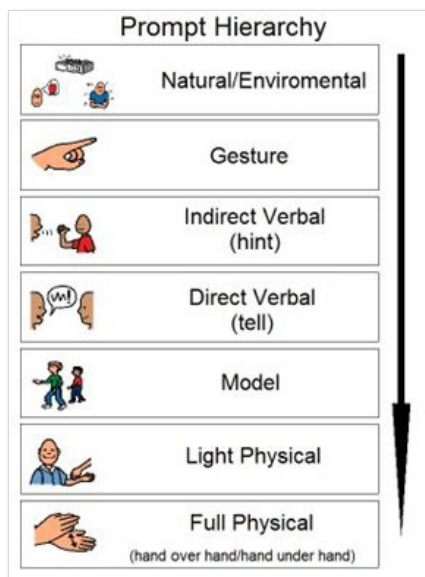 Prompt Hierarchy
Natural/Enviromental
Gesture
Indirect Verbal
(hint)
Direct Verbal
(tell)
Model
Light Physical
Full Physical
(hand over hand/hand under hand)